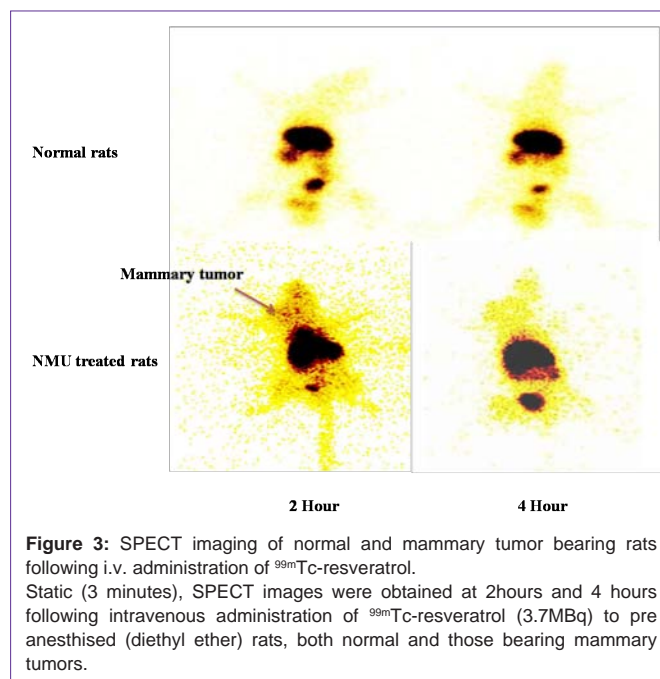 Normal rats
Mammary tumor
NMU treated rats
2 Hour
4 Hour
Figure 3: SPECT imaging of normal and mammary tumor bearing rats
following i.v. administration of ⁹⁹ᵐTc-resveratrol.
Static (3 minutes), SPECT images were obtained at 2hours and 4 hours
following intravenous administration of ⁹⁹ᵐTc-resveratrol (3.7MBq) to pre
anesthised (diethyl ether) rats, both normal and those bearing mammary
tumors.